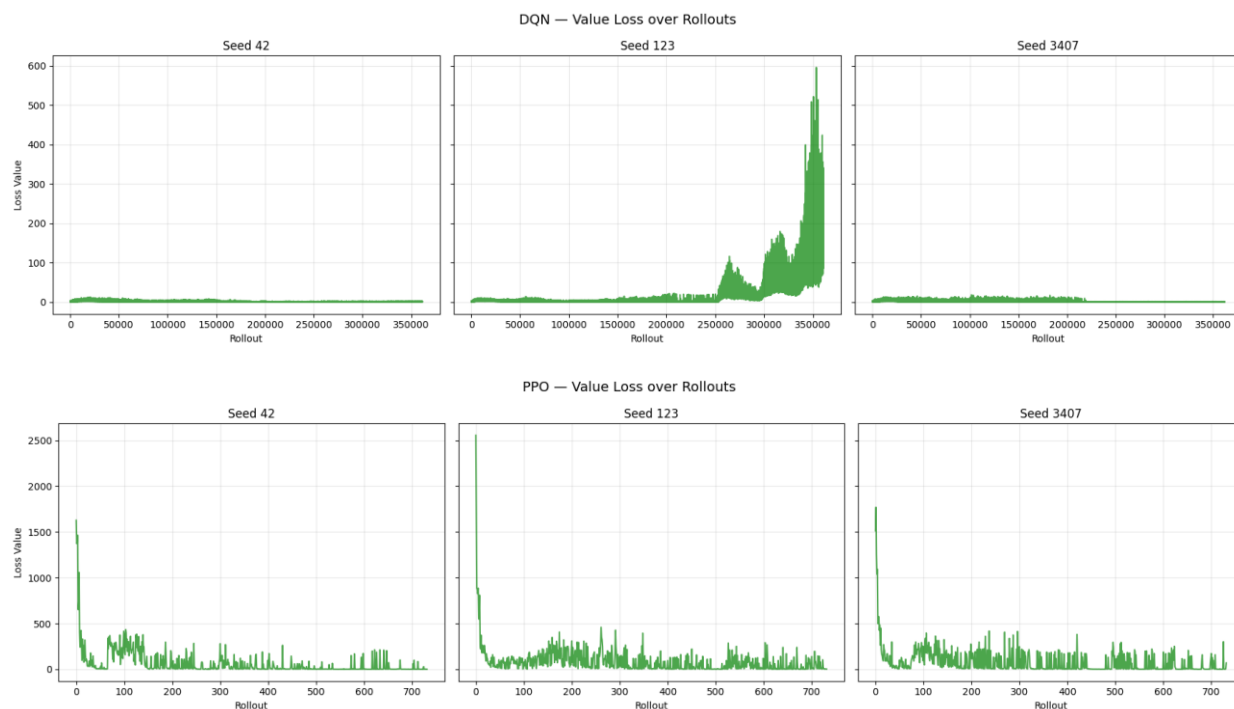 DQN — Value Loss over Rollouts
Seed 42
Seed 123
Seed 3407
Loss Value
600
500
400
300
200
100
0
0 50000 100000 150000 200000 250000 300000 350000
0 50000 100000 150000 200000 250000 300000 350000
0 50000 100000 150000 200000 250000 300000 350000
Rollout
Rollout
Rollout
PPO — Value Loss over Rollouts
Seed 42
Seed 123
Seed 3407
Loss Value
2500
2000
1500
1000
500
0
0 100 200 300 400 500 600 700
0 100 200 300 400 500 600 700
0 100 200 300 400 500 600 700
Rollout
Rollout
Rollout